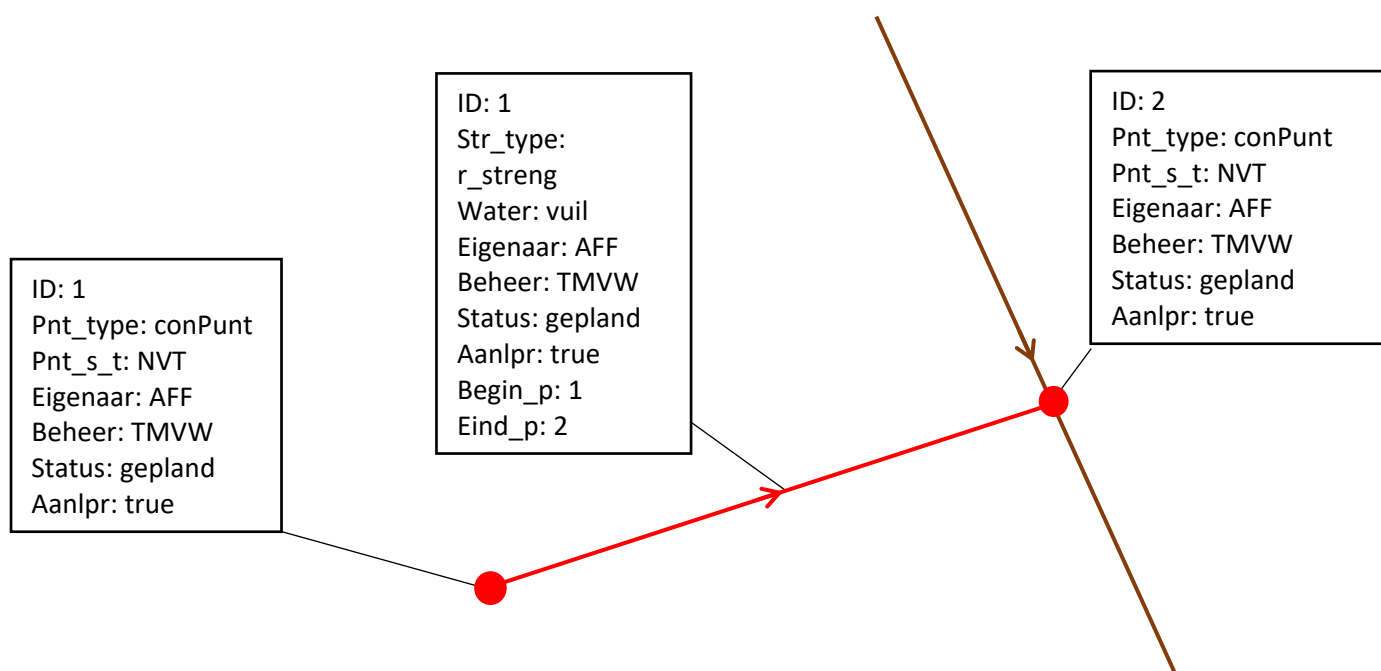 ID: 1
Pnt_type: conPunt
Pnt_s_t: NVT
Eigenaar: AFF
Beheer: TMVW
Status: gepland
Aanlpr: true
ID: 1
Str_type:
r_streng
Water: vuil
Eigenaar: AFF
Beheer: TMVW
Status: gepland
Aanlpr: true
Begin_p: 1
Eind_p: 2
ID: 2
Pnt_type: conPunt
Pnt_s_t: NVT
Eigenaar: AFF
Beheer: TMVW
Status: gepland
Aanlpr: true